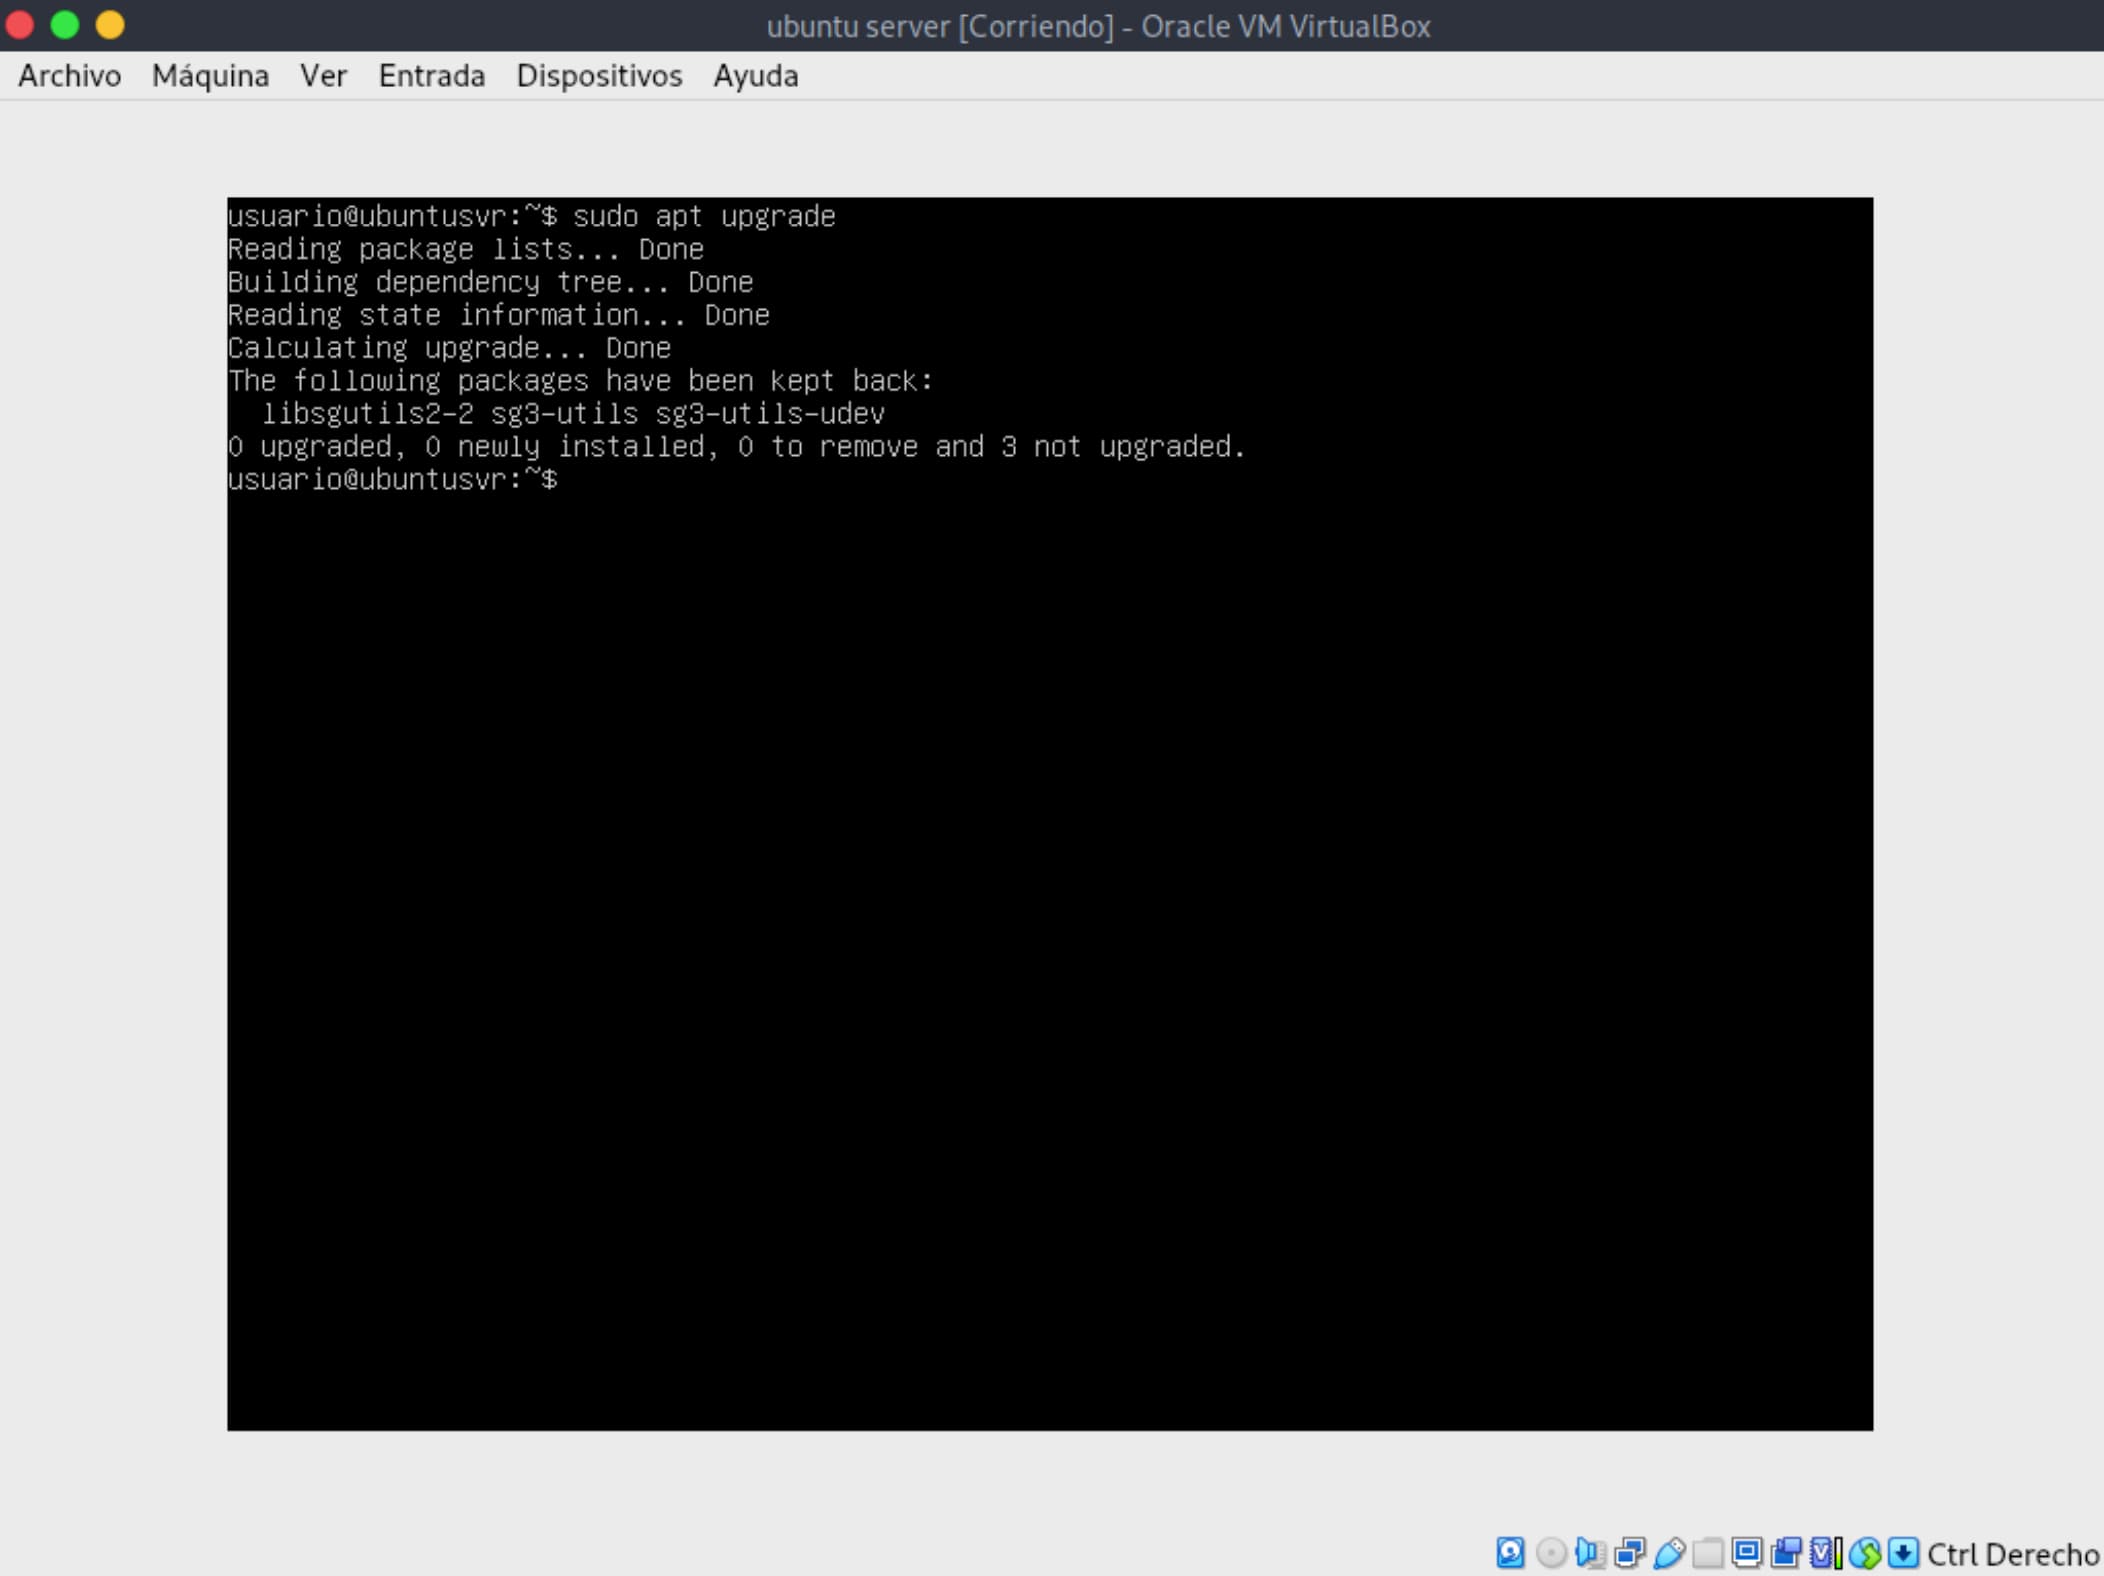 ubuntu server [Corriendo] - Oracle VM VirtualBox
Archivo Máquina Ver Entrada Dispositivos Ayuda
usuario@ubuntusvr:~$ sudo apt upgrade
Reading package lists... Done
Building dependency tree... Done
Reading state information... Done
Calculating upgrade... Done
The following packages have been kept back:
  libsgutils2-2 sg3-utils sg3-utils-udev
0 upgraded, 0 newly installed, 0 to remove and 3 not upgraded.
usuario@ubuntusvr:~$
Ctrl Derecho